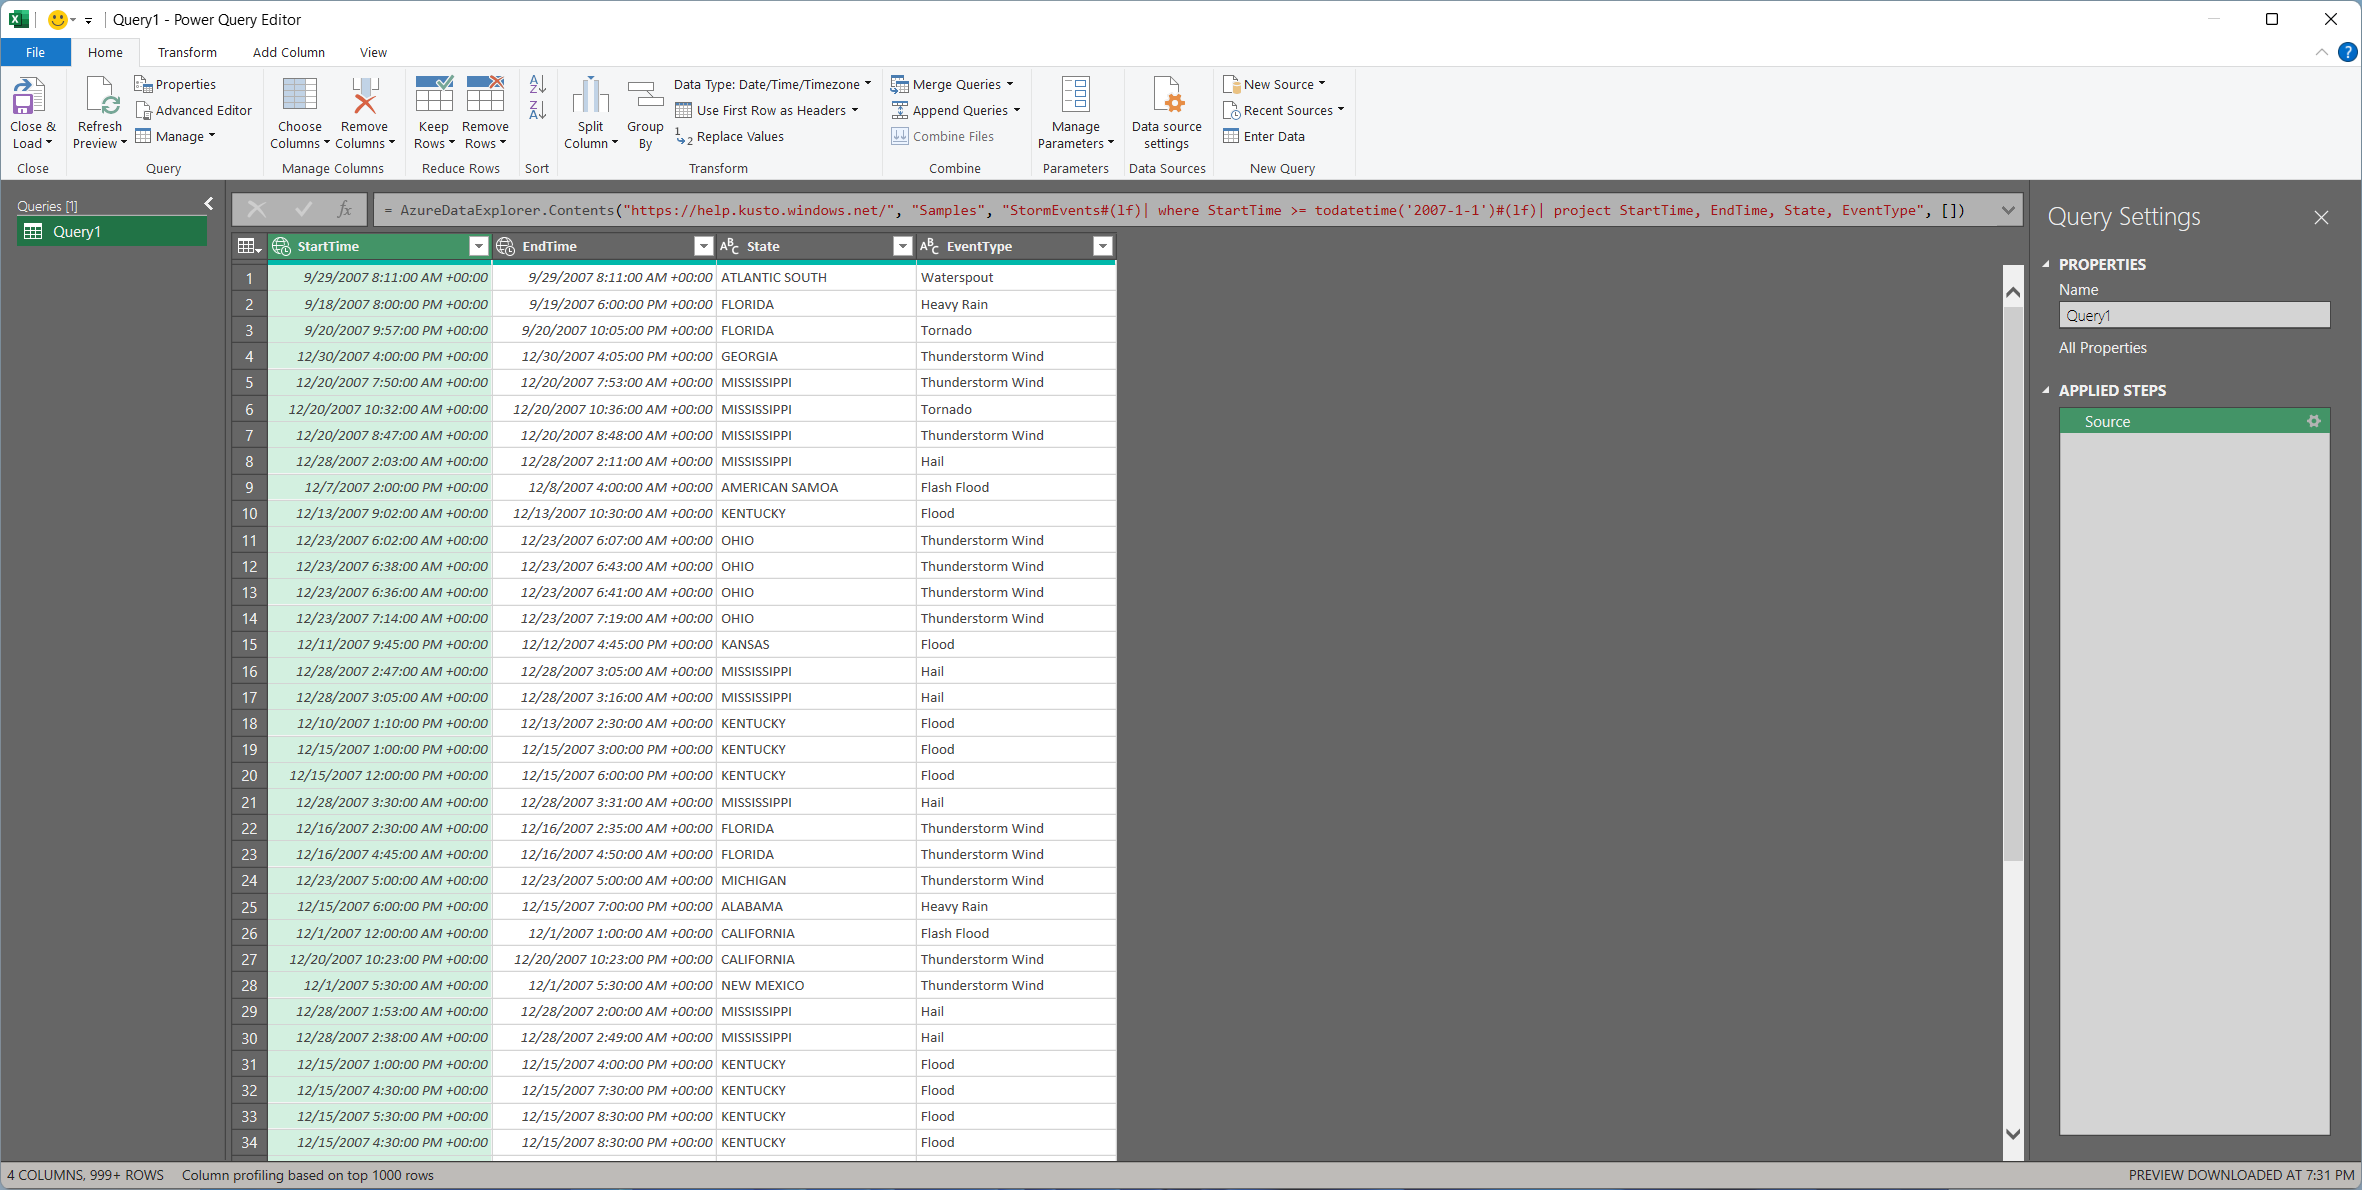 Query1 - Power Query Editor
File Home Transform Add Column View
Close & Load
Refresh Preview
Properties
Advanced Editor
Manage
Choose Columns
Remove Columns
Keep Rows
Remove Rows
A Z
Z A
Split Column
Group By
Data Type: Date/Time/Timezone
Use First Row as Headers
1 2 Replace Values
Merge Queries
Append Queries
Combine Files
Manage Parameters
Data source settings
New Source
Recent Sources
Enter Data
Close Query Manage Columns Reduce Rows Sort Transform Combine Parameters Data Sources New Query
Queries [1]
Query1
fx = AzureDataExplorer.Contents("https://help.kusto.windows.net/", "Samples", "StormEvents#(lf)| where StartTime >= todatetime('2007-1-1')#(lf)| project StartTime, EndTime, State, EventType", [])
StartTime EndTime ABC State ABC EventType
1 9/29/2007 8:11:00 AM +00:00 9/29/2007 8:11:00 AM +00:00 ATLANTIC SOUTH Waterspout
2 9/18/2007 8:00:00 PM +00:00 9/19/2007 6:00:00 PM +00:00 FLORIDA Heavy Rain
3 9/20/2007 9:57:00 PM +00:00 9/20/2007 10:05:00 PM +00:00 FLORIDA Tornado
4 12/30/2007 4:00:00 PM +00:00 12/30/2007 4:05:00 PM +00:00 GEORGIA Thunderstorm Wind
5 12/20/2007 7:50:00 AM +00:00 12/20/2007 7:53:00 AM +00:00 MISSISSIPPI Thunderstorm Wind
6 12/20/2007 10:32:00 AM +00:00 12/20/2007 10:36:00 AM +00:00 MISSISSIPPI Tornado
7 12/20/2007 8:47:00 AM +00:00 12/20/2007 8:48:00 AM +00:00 MISSISSIPPI Thunderstorm Wind
8 12/28/2007 2:03:00 AM +00:00 12/28/2007 2:11:00 AM +00:00 MISSISSIPPI Hail
9 12/7/2007 2:00:00 PM +00:00 12/8/2007 4:00:00 AM +00:00 AMERICAN SAMOA Flash Flood
10 12/13/2007 9:02:00 AM +00:00 12/13/2007 10:30:00 AM +00:00 KENTUCKY Flood
11 12/23/2007 6:02:00 AM +00:00 12/23/2007 6:07:00 AM +00:00 OHIO Thunderstorm Wind
12 12/23/2007 6:38:00 AM +00:00 12/23/2007 6:43:00 AM +00:00 OHIO Thunderstorm Wind
13 12/23/2007 6:36:00 AM +00:00 12/23/2007 6:41:00 AM +00:00 OHIO Thunderstorm Wind
14 12/23/2007 7:14:00 AM +00:00 12/23/2007 7:19:00 AM +00:00 OHIO Thunderstorm Wind
15 12/11/2007 9:45:00 PM +00:00 12/12/2007 4:45:00 PM +00:00 KANSAS Flood
16 12/28/2007 2:47:00 AM +00:00 12/28/2007 3:05:00 AM +00:00 MISSISSIPPI Hail
17 12/28/2007 3:05:00 AM +00:00 12/28/2007 3:16:00 AM +00:00 MISSISSIPPI Hail
18 12/10/2007 1:10:00 PM +00:00 12/13/2007 2:30:00 AM +00:00 KENTUCKY Flood
19 12/15/2007 1:00:00 PM +00:00 12/15/2007 3:00:00 PM +00:00 KENTUCKY Flood
20 12/15/2007 12:00:00 PM +00:00 12/15/2007 6:00:00 PM +00:00 KENTUCKY Flood
21 12/28/2007 3:30:00 AM +00:00 12/28/2007 3:31:00 AM +00:00 MISSISSIPPI Hail
22 12/16/2007 2:30:00 AM +00:00 12/16/2007 2:35:00 AM +00:00 FLORIDA Thunderstorm Wind
23 12/16/2007 4:45:00 AM +00:00 12/16/2007 4:50:00 AM +00:00 FLORIDA Thunderstorm Wind
24 12/23/2007 5:00:00 AM +00:00 12/23/2007 5:00:00 AM +00:00 MICHIGAN Thunderstorm Wind
25 12/15/2007 6:00:00 PM +00:00 12/15/2007 7:00:00 PM +00:00 ALABAMA Heavy Rain
26 12/1/2007 12:00:00 AM +00:00 12/1/2007 1:00:00 AM +00:00 CALIFORNIA Flash Flood
27 12/20/2007 10:23:00 PM +00:00 12/20/2007 10:23:00 PM +00:00 CALIFORNIA Thunderstorm Wind
28 12/1/2007 5:30:00 AM +00:00 12/1/2007 5:30:00 AM +00:00 NEW MEXICO Thunderstorm Wind
29 12/28/2007 1:53:00 AM +00:00 12/28/2007 2:00:00 AM +00:00 MISSISSIPPI Hail
30 12/28/2007 2:38:00 AM +00:00 12/28/2007 2:49:00 AM +00:00 MISSISSIPPI Hail
31 12/15/2007 1:00:00 PM +00:00 12/15/2007 4:00:00 PM +00:00 KENTUCKY Flood
32 12/15/2007 4:30:00 PM +00:00 12/15/2007 7:30:00 PM +00:00 KENTUCKY Flood
33 12/15/2007 5:30:00 PM +00:00 12/15/2007 8:30:00 PM +00:00 KENTUCKY Flood
34 12/15/2007 4:30:00 PM +00:00 12/15/2007 8:30:00 PM +00:00 KENTUCKY Flood
Query Settings
PROPERTIES
Name
Query1
All Properties
APPLIED STEPS
Source
4 COLUMNS, 999+ ROWS Column profiling based on top 1000 rows
PREVIEW DOWNLOADED AT 7:31 PM